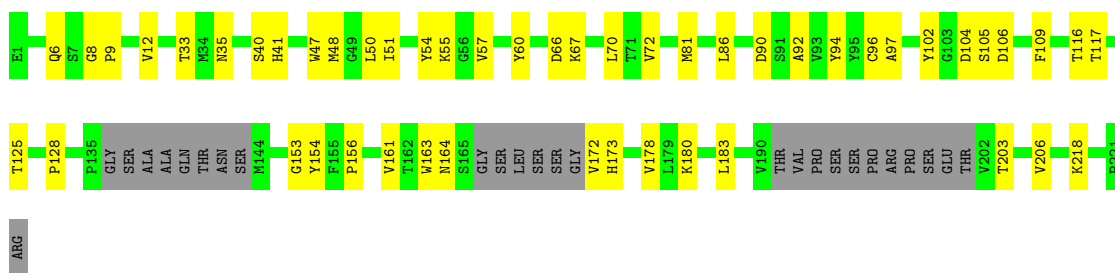 E1 Q6 S7 G8 P9 V12 T33 M34 N35 S40 H41 W47 M48 G49 L50 I51 Y54 K55 G56 V57 Y60 D66 K67 L70 T71 V72 M81 L86 D90 S91 A92 V93 Y94 Y95 C96 A97 Y102 G103 D104 S105 D106 F109 T116 T117
T125 P128 P135 GLY SER ALA ALA GLN THR ASN SER M144 G153 Y154 F155 P156 V161 T162 W163 N164 S165 GLY SER LEU SER SER GLY V172 H173 V178 L179 K180 L183 V190 THR VAL PRO SER SER PRO ARG PRO SER GLU THR V202 T203 V206 K218
ARG